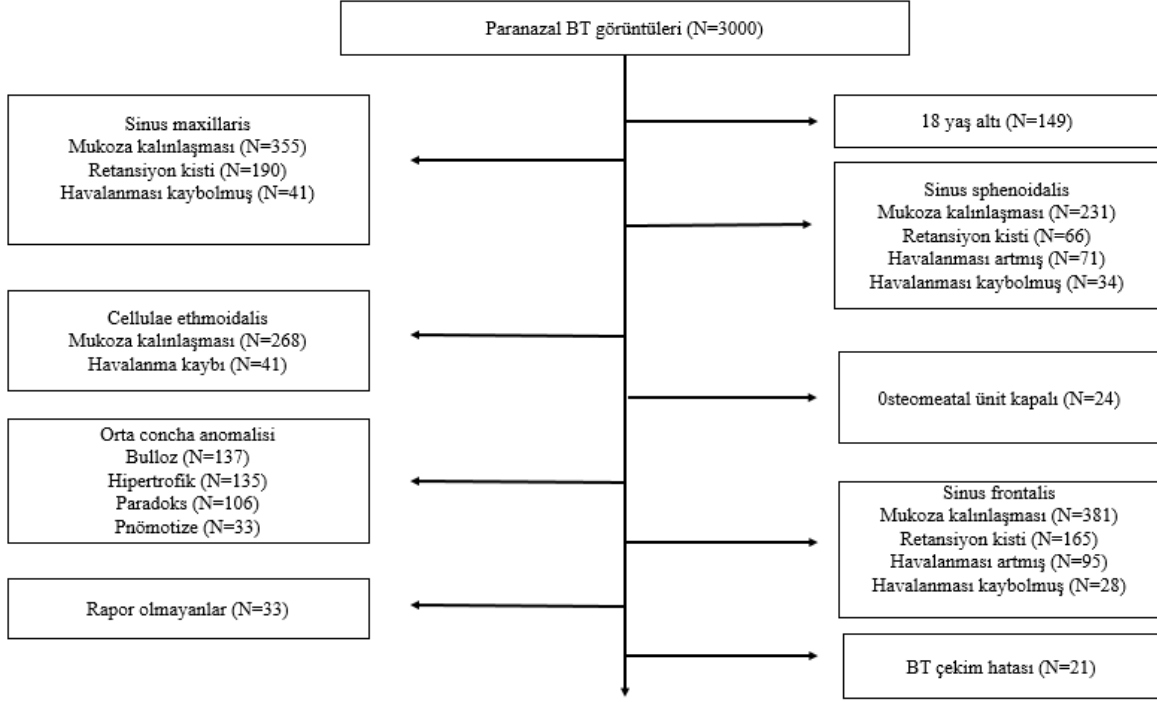 Paranazal BT görüntüleri (N=3000)
Sinus maxillaris
Mukoza kalınlaşması (N=355)
Retansiyon kisti (N=190)
Havalanması kaybolmuş (N=41)
18 yaş altı (N=149)
Sinus sphenoidalis
Mukoza kalınlaşması (N=231)
Retansiyon kisti (N=66)
Havalanması artmış (N=71)
Havalanması kaybolmuş (N=34)
Cellulae ethmoidalis
Mukoza kalınlaşması (N=268)
Havalanma kaybı (N=41)
0steomeatal ünit kapalı (N=24)
Orta concha anomalisi
Bulloz (N=137)
Hipertrofik (N=135)
Paradoks (N=106)
Pnömotize (N=33)
Sinus frontalis
Mukoza kalınlaşması (N=381)
Retansiyon kisti (N=165)
Havalanması artmış (N=95)
Havalanması kaybolmuş (N=28)
Rapor olmayanlar (N=33)
BT çekim hatası (N=21)